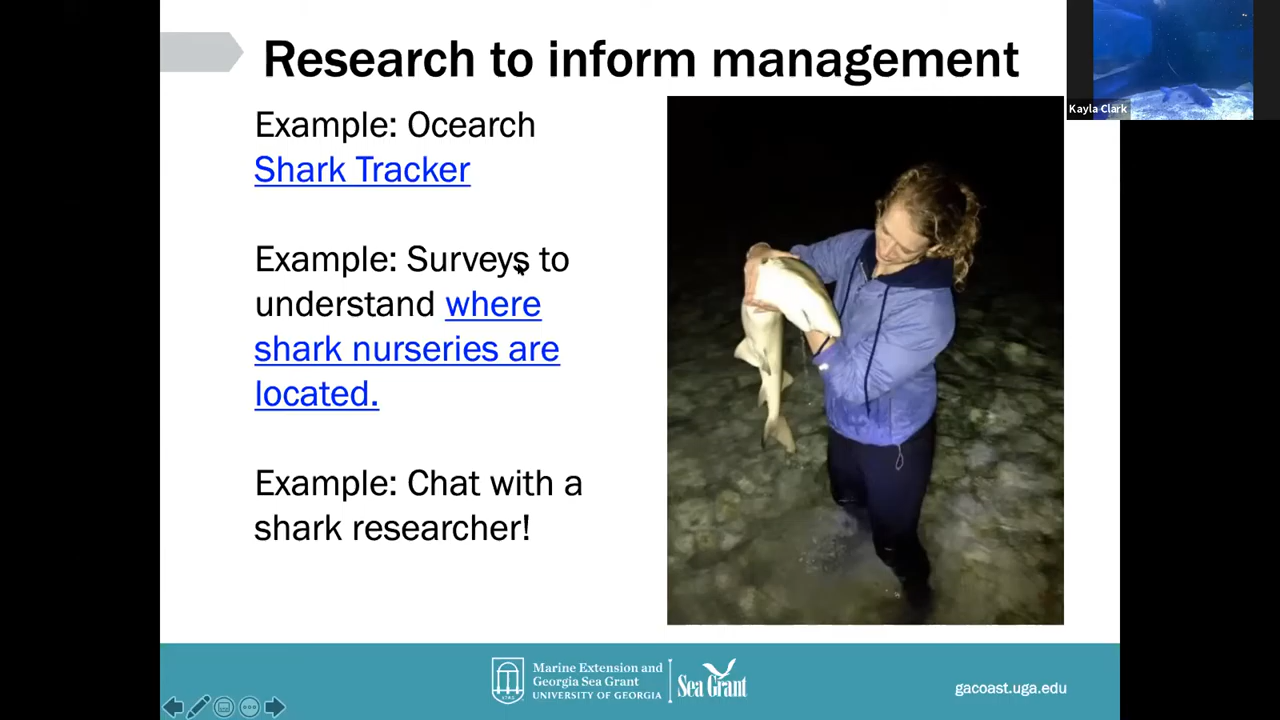 Research to inform management
Kayla Clark
Example: Ocearch
Shark Tracker
Example: Surveys to
understand where
shark nurseries are
located.
Example: Chat with a
shark researcher!
Marine Extension and
Georgia Sea Grant
UNIVERSITY OF GEORGIA
Sea Grant
gacoast.uga.edu